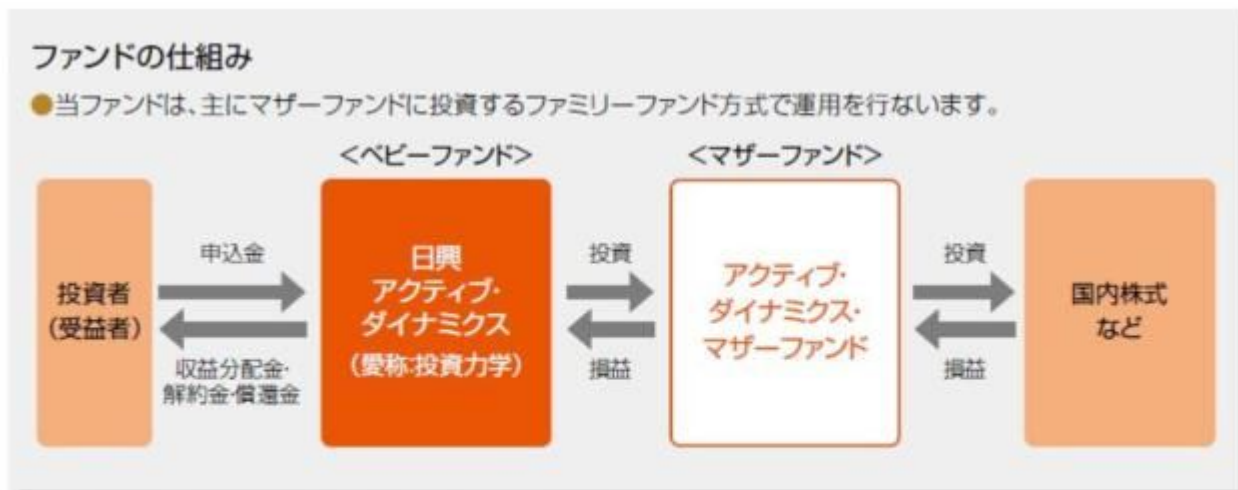 ファンドの仕組み
●当ファンドは、主にマザーファンドに投資するファミリーファンド方式で運用を行ないます。
<ベビーファンド>
<マザーファンド>
投資者
(受益者)
申込金
収益分配金・
解約金・償還金
日興
アクティブ・
ダイナミクス
(愛称:投資力学)
投資
損益
アクティブ・
ダイナミクス・
マザーファンド
投資
損益
国内株式
など